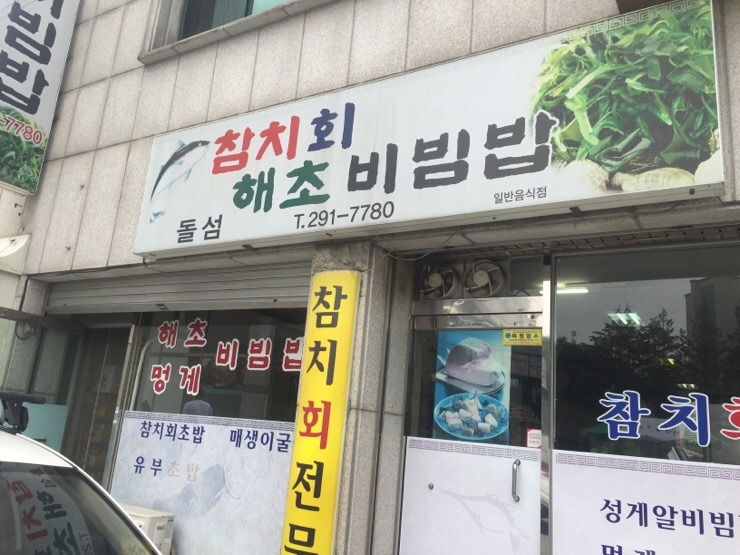 빔밥
-7780
참치회
해초 비빔밥
돌섬
T.291-7780
일반음식점
해초 비빔밥
멍게
참치회초밥 매생이굴
유부초밥
참치회전문
참치회
성게알비빔
멍게